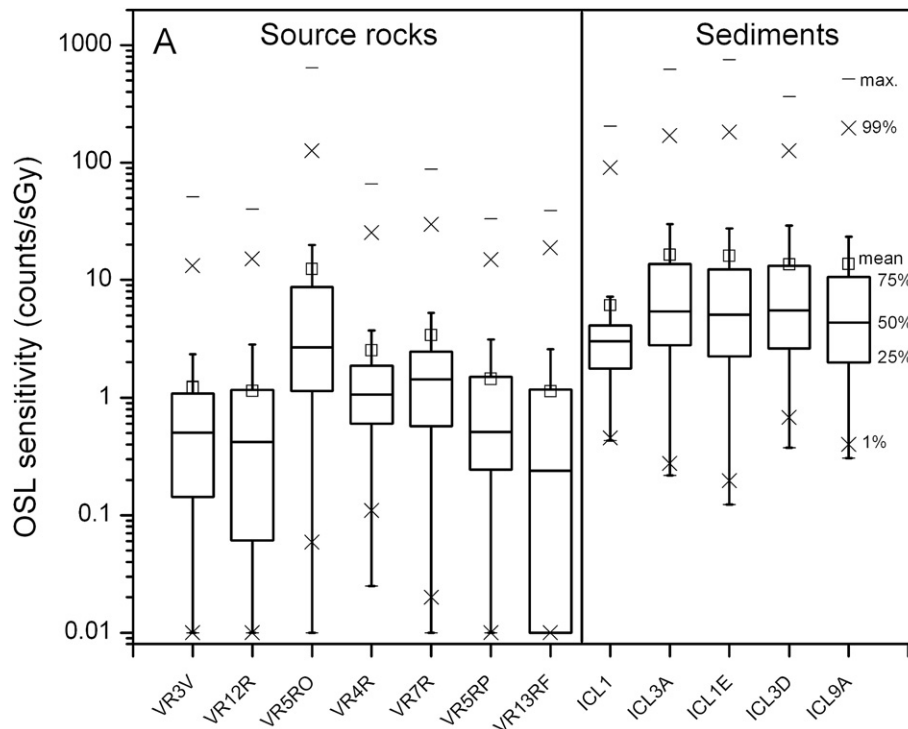 A
Source rocks
Sediments
OSL sensitivity (counts/sGy)
1000
100
10
1
0.1
0.01
max.
99%
mean
75%
50%
25%
1%
VR3V
VR12R
VR5RO
VR4R
VR7R
VR5RP
VR13RF
ICL1
ICL3A
ICL1E
ICL3D
ICL9A